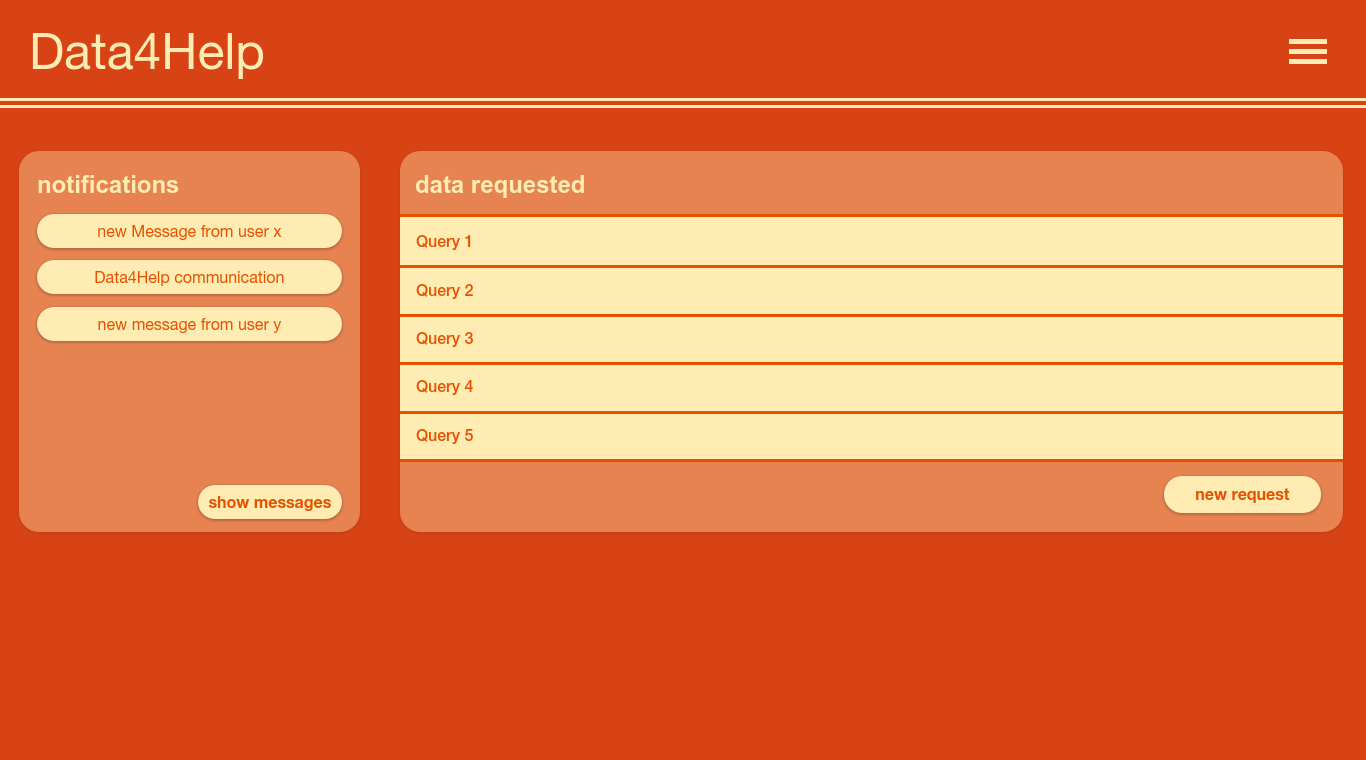 Data4Help
notifications
new Message from user x
Data4Help communication
new message from user y
show messages
data requested
Query 1
Query 2
Query 3
Query 4
Query 5
new request